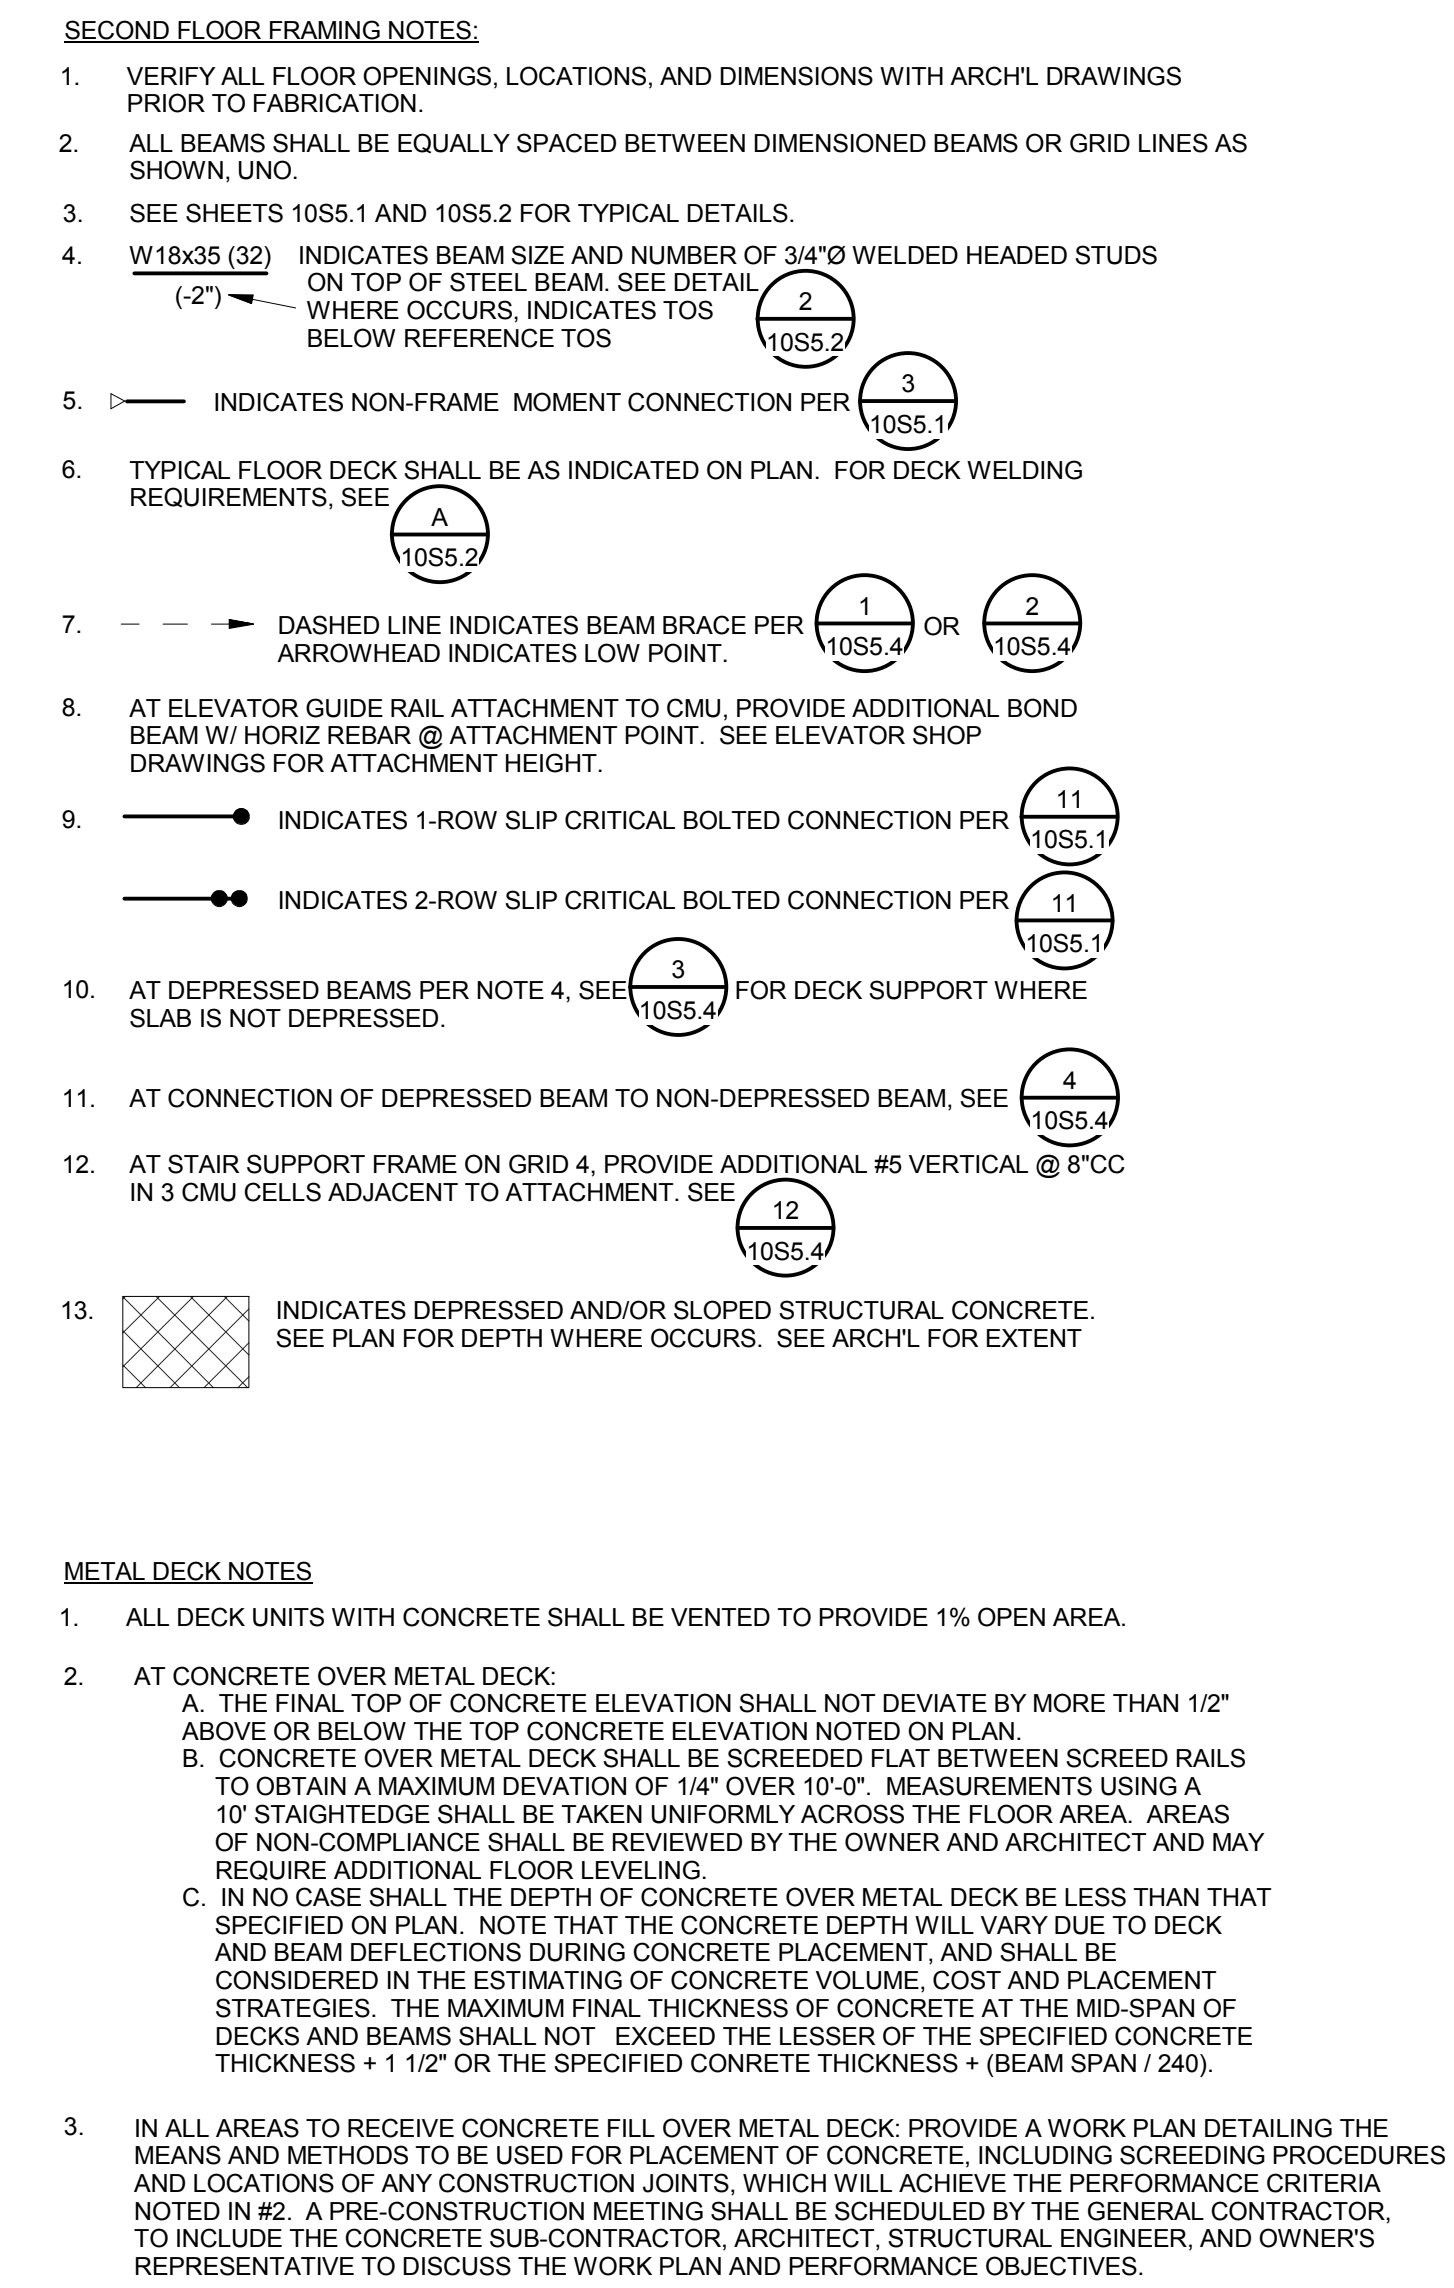 SECOND FLOOR FRAMING NOTES:
1. VERIFY ALL FLOOR OPENINGS, LOCATIONS, AND DIMENSIONS WITH ARCH'L DRAWINGS
PRIOR TO FABRICATION.
2. ALL BEAMS SHALL BE EQUALLY SPACED BETWEEN DIMENSIONED BEAMS OR GRID LINES AS
SHOWN, UNO.
3. SEE SHEETS 10S5.1 AND 10S5.2 FOR TYPICAL DETAILS.
4. W18x35 (32) INDICATES BEAM SIZE AND NUMBER OF 3/4"Ø WELDED HEADED STUDS
ON TOP OF STEEL BEAM. SEE DETAIL
(-2") WHERE OCCURS, INDICATES TOS
BELOW REFERENCE TOS
2
10S5.2
5. INDICATES NON-FRAME MOMENT CONNECTION PER
3
10S5.1
6. TYPICAL FLOOR DECK SHALL BE AS INDICATED ON PLAN. FOR DECK WELDING
REQUIREMENTS, SEE
A
10S5.2
7. DASHED LINE INDICATES BEAM BRACE PER
1
10S5.4
OR
2
10S5.4
ARROWHEAD INDICATES LOW POINT.
8. AT ELEVATOR GUIDE RAIL ATTACHMENT TO CMU, PROVIDE ADDITIONAL BOND
BEAM W/ HORIZ REBAR @ ATTACHMENT POINT. SEE ELEVATOR SHOP
DRAWINGS FOR ATTACHMENT HEIGHT.
9. INDICATES 1-ROW SLIP CRITICAL BOLTED CONNECTION PER
11
10S5.1
INDICATES 2-ROW SLIP CRITICAL BOLTED CONNECTION PER
11
10S5.1
10. AT DEPRESSED BEAMS PER NOTE 4, SEE
3
10S5.4
FOR DECK SUPPORT WHERE
SLAB IS NOT DEPRESSED.
11. AT CONNECTION OF DEPRESSED BEAM TO NON-DEPRESSED BEAM, SEE
4
10S5.4
12. AT STAIR SUPPORT FRAME ON GRID 4, PROVIDE ADDITIONAL #5 VERTICAL @ 8"CC
IN 3 CMU CELLS ADJACENT TO ATTACHMENT. SEE
12
10S5.4
13. INDICATES DEPRESSED AND/OR SLOPED STRUCTURAL CONCRETE.
SEE PLAN FOR DEPTH WHERE OCCURS. SEE ARCH'L FOR EXTENT
METAL DECK NOTES
1. ALL DECK UNITS WITH CONCRETE SHALL BE VENTED TO PROVIDE 1% OPEN AREA.
2. AT CONCRETE OVER METAL DECK:
A. THE FINAL TOP OF CONCRETE ELEVATION SHALL NOT DEVIATE BY MORE THAN 1/2"
ABOVE OR BELOW THE TOP CONCRETE ELEVATION NOTED ON PLAN.
B. CONCRETE OVER METAL DECK SHALL BE SCREEDED FLAT BETWEEN SCREED RAILS
TO OBTAIN A MAXIMUM DEVATION OF 1/4" OVER 10'-0". MEASUREMENTS USING A
10' STAIGHTEDGE SHALL BE TAKEN UNIFORMLY ACROSS THE FLOOR AREA. AREAS
OF NON-COMPLIANCE SHALL BE REVIEWED BY THE OWNER AND ARCHITECT AND MAY
REQUIRE ADDITIONAL FLOOR LEVELING.
C. IN NO CASE SHALL THE DEPTH OF CONCRETE OVER METAL DECK BE LESS THAN THAT
SPECIFIED ON PLAN. NOTE THAT THE CONCRETE DEPTH WILL VARY DUE TO DECK
AND BEAM DEFLECTIONS DURING CONCRETE PLACEMENT, AND SHALL BE
CONSIDERED IN THE ESTIMATING OF CONCRETE VOLUME, COST AND PLACEMENT
STRATEGIES. THE MAXIMUM FINAL THICKNESS OF CONCRETE AT THE MID-SPAN OF
DECKS AND BEAMS SHALL NOT EXCEED THE LESSER OF THE SPECIFIED CONCRETE
THICKNESS + 1 1/2" OR THE SPECIFIED CONRETE THICKNESS + (BEAM SPAN / 240).
3. IN ALL AREAS TO RECEIVE CONCRETE FILL OVER METAL DECK: PROVIDE A WORK PLAN DETAILING THE
MEANS AND METHODS TO BE USED FOR PLACEMENT OF CONCRETE, INCLUDING SCREEDING PROCEDURES
AND LOCATIONS OF ANY CONSTRUCTION JOINTS, WHICH WILL ACHIEVE THE PERFORMANCE CRITERIA
NOTED IN #2. A PRE-CONSTRUCTION MEETING SHALL BE SCHEDULED BY THE GENERAL CONTRACTOR,
TO INCLUDE THE CONCRETE SUB-CONTRACTOR, ARCHITECT, STRUCTURAL ENGINEER, AND OWNER'S
REPRESENTATIVE TO DISCUSS THE WORK PLAN AND PERFORMANCE OBJECTIVES.